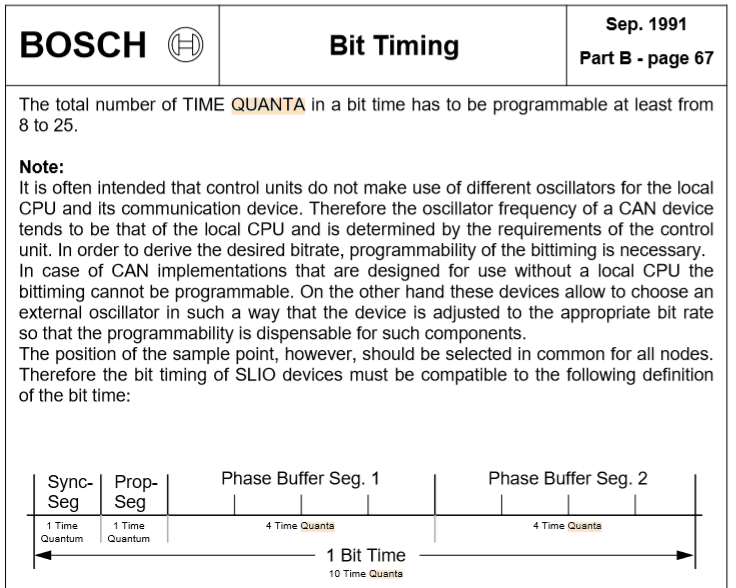 BOSCH
Bit Timing
Sep. 1991
Part B - page 67
The total number of TIME QUANTA in a bit time has to be programmable at least from
8 to 25.
Note:
It is often intended that control units do not make use of different oscillators for the local
CPU and its communication device. Therefore the oscillator frequency of a CAN device
tends to be that of the local CPU and is determined by the requirements of the control
unit. In order to derive the desired bitrate, programmability of the bittiming is necessary.
In case of CAN implementations that are designed for use without a local CPU the
bittiming cannot be programmable. On the other hand these devices allow to choose an
external oscillator in such a way that the device is adjusted to the appropriate bit rate
so that the programmability is dispensable for such components.
The position of the sample point, however, should be selected in common for all nodes.
Therefore the bit timing of SLIO devices must be compatible to the following definition
of the bit time:
Sync-
Seg
Prop-
Seg
Phase Buffer Seg. 1
Phase Buffer Seg. 2
1 Time
Quantum
1 Time
Quantum
4 Time Quanta
4 Time Quanta
1 Bit Time
10 Time Quanta